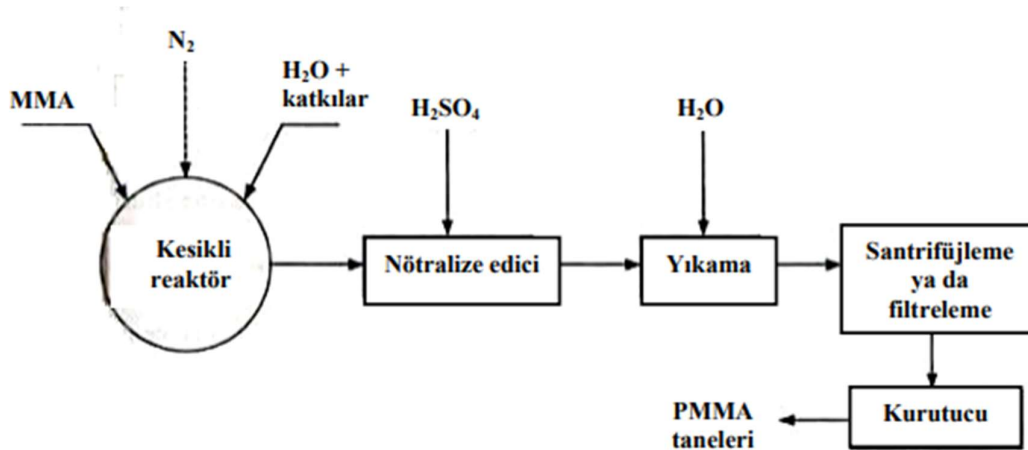 N₂
MMA
H₂O +
katkılar
H₂SO₄
H₂O
Kesikli
reaktör
Nötralize edici
Yıkama
Santrifüjleme
ya da
filtreleme
Kurutucu
PMMA
taneleri